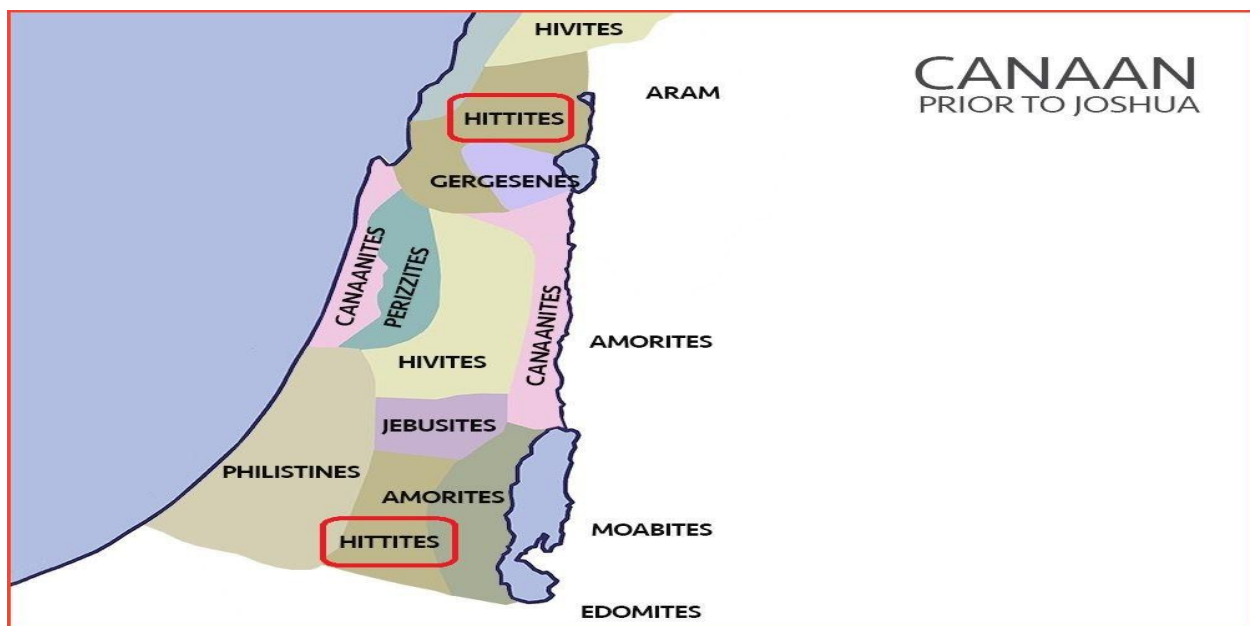 HIVITES
CANAAN
PRIOR TO JOSHUA
ARAM
HITTITES
GERGESENES
CANAANITES
PERIZZITES
CANAANITES
AMORITES
HIVITES
JEBUSITES
PHILISTINES
AMORITES
MOABITES
HITTITES
EDOMITES